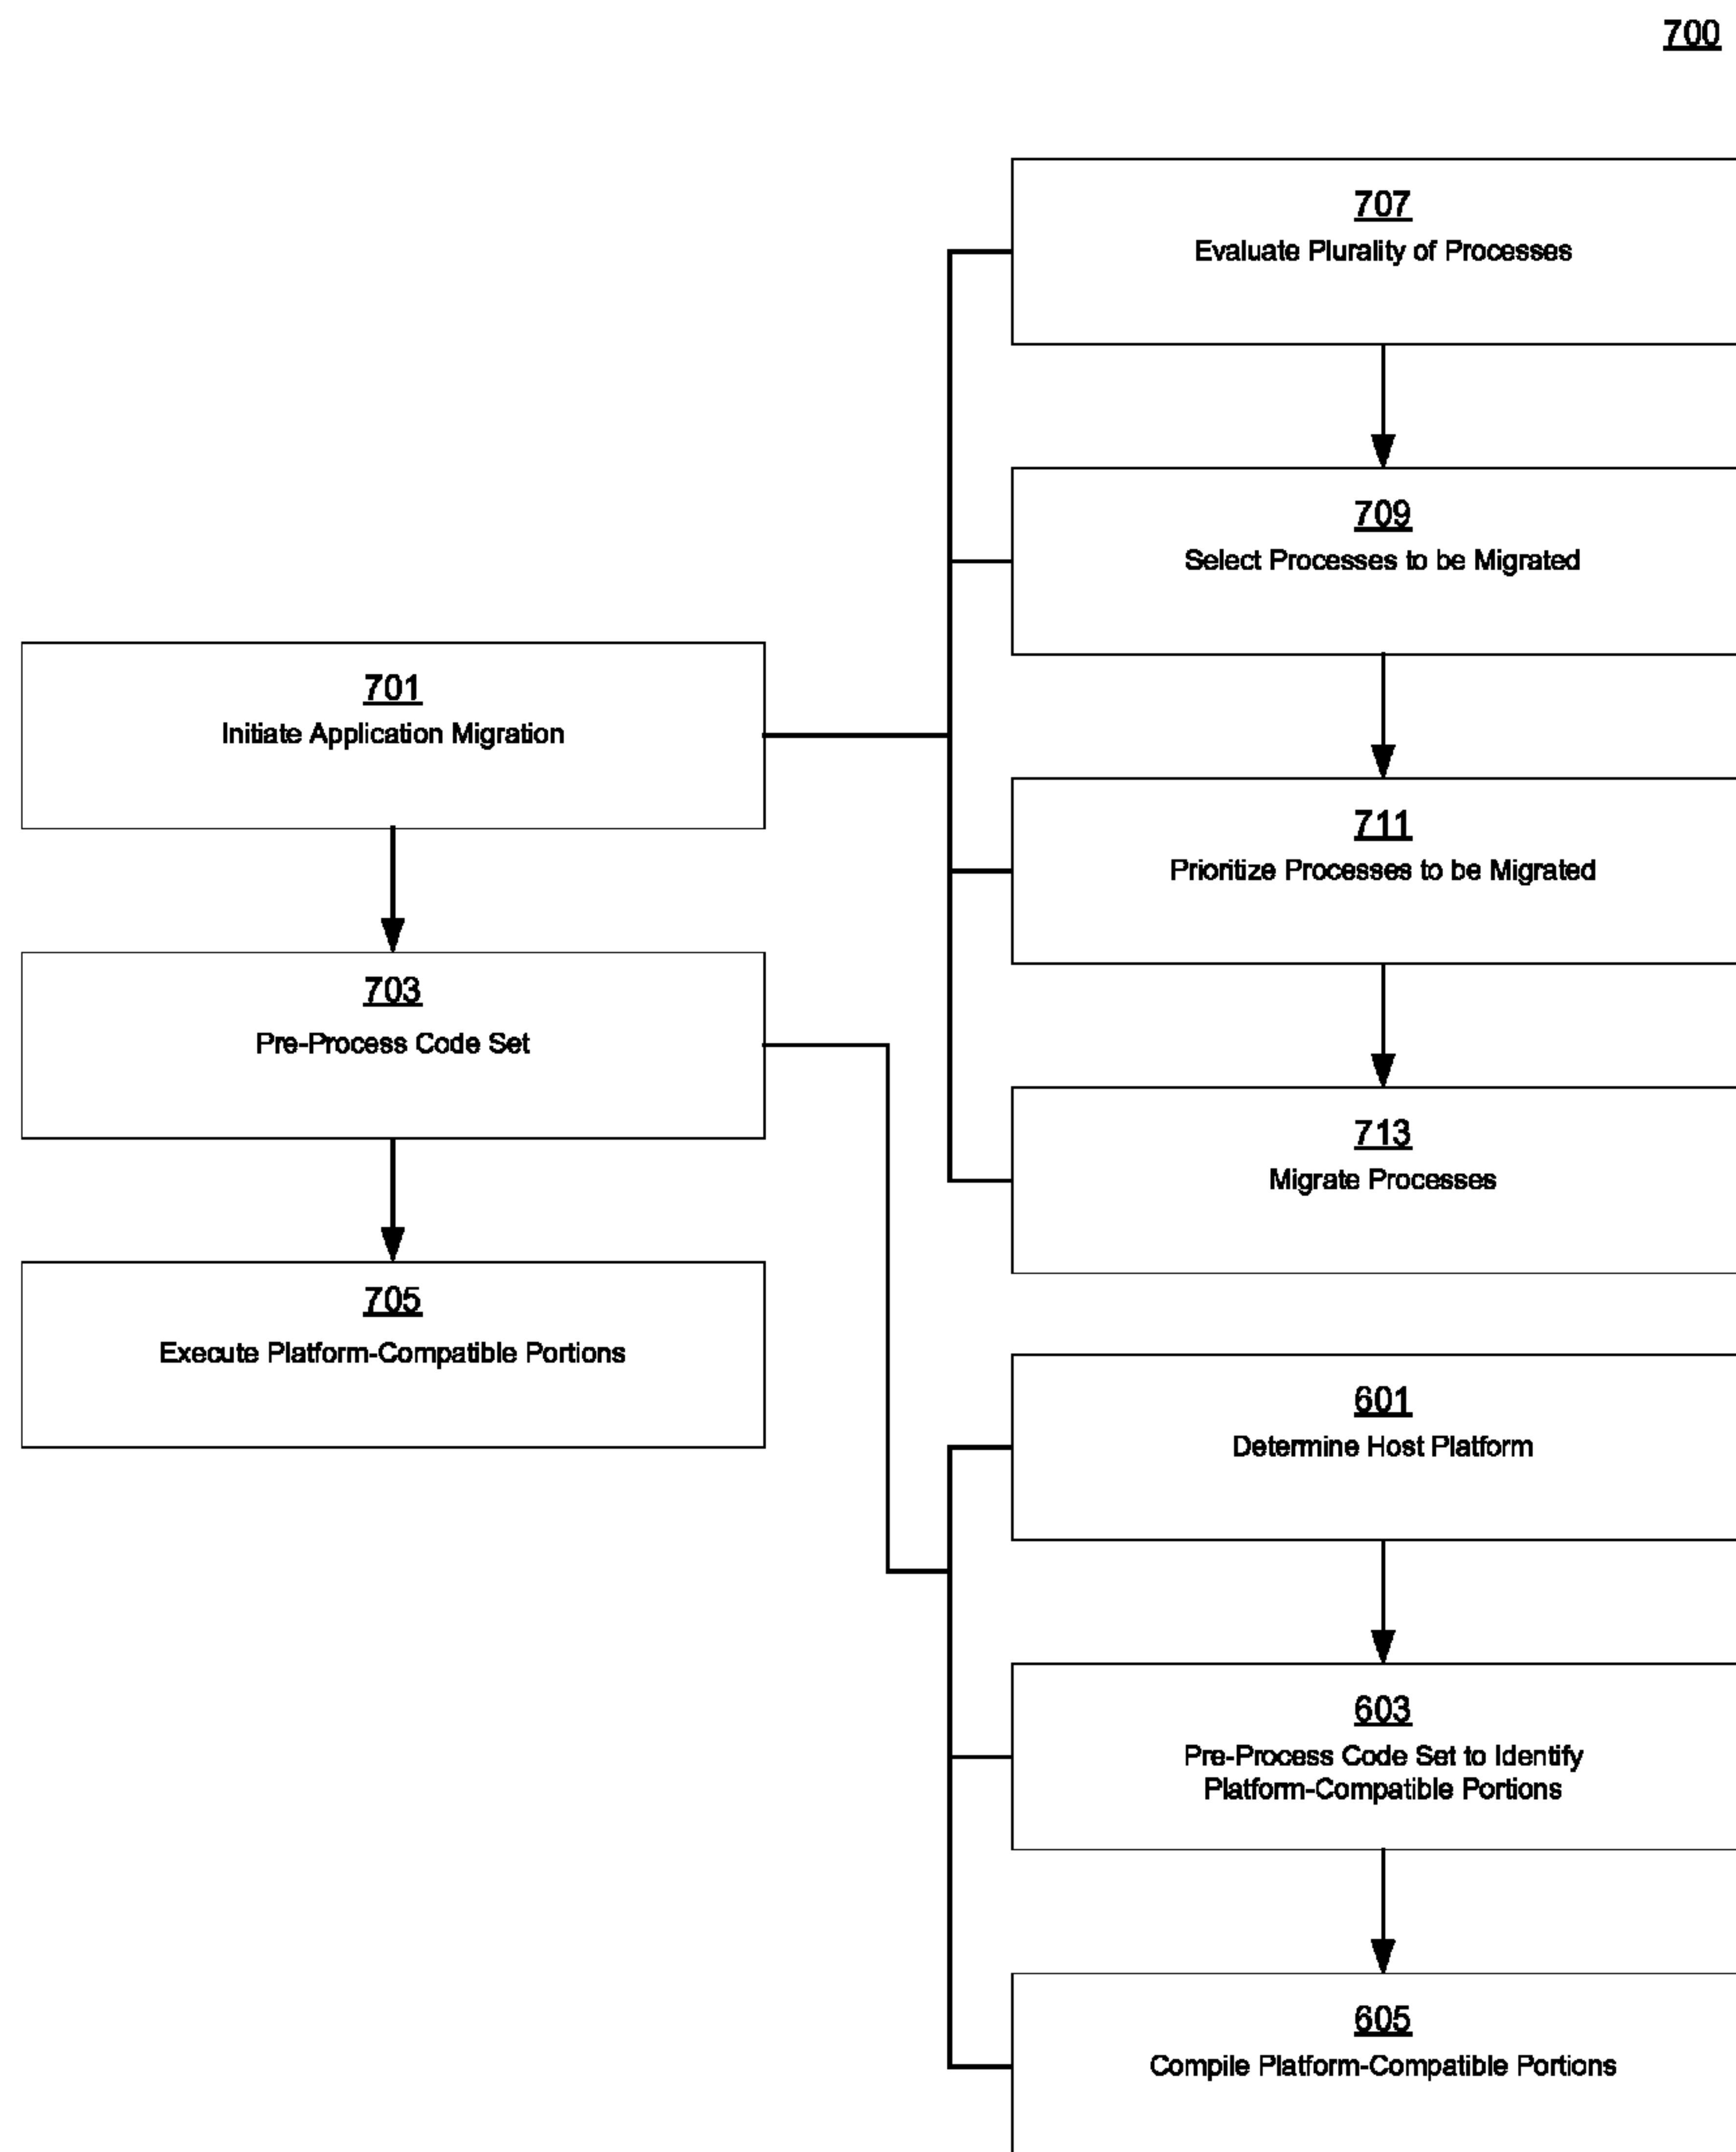 700
707
Evaluate Plurality of Processes
709
Select Processes to be Migrated
701
Initiate Application Migration
711
Prioritize Processes to be Migrated
703
Pre-Process Code Set
713
Migrate Processes
705
Execute Platform-Compatible Portions
601
Determine Host Platform
603
Pre-Process Code Set to Identify
Platform-Compatible Portions
605
Compile Platform-Compatible Portions